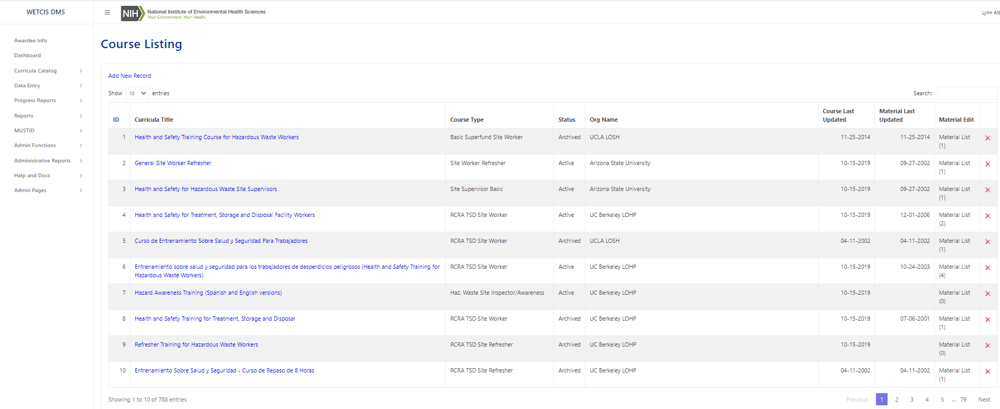 WETCIS DMS
NIH National Institute of Environmental Health Sciences
Your Environment. Your Health.
Lynn Alb
Awardee Info
Dashboard
Curricula Catalog
Data Entry
Progress Reports
Reports
MUSTID
Admin Functions
Administrative Reports
Help and Docs
Admin Pages
Course Listing
Add New Record
Show 10 entries
Search:
ID Curricula Title Course Type Status Org Name Course Last Updated Material Last Updated Material Edit
1 Health and Safety Training Course for Hazardous Waste Workers Basic Superfund Site Worker Archived UCLA LOSH 11-25-2014 11-25-2014 Material List
(1)
2 General Site Worker Refresher Site Worker Refresher Active Arizona State University 10-15-2019 09-27-2002 Material List
(1)
3 Health and Safety for Hazardous Waste Site Supervisors Site Supervisor Basic Active Arizona State University 10-15-2019 09-27-2002 Material List
(1)
4 Health and Safety for Treatment, Storage and Disposal Facility Workers RCRA TSD Site Worker Active UC Berkeley LOHP 10-15-2019 12-01-2006 Material List
(2)
5 Curso de Entrenamiento Sobre Salud y Seguridad Para Trabajadores RCRA TSD Site Worker Archived UCLA LOSH 04-11-2002 04-11-2002 Material List
(1)
6 Entrenamiento sobre salud y seguridad para los trabajadores de desperdicios peligrosos (Health and Safety Training for RCRA TSD Site Worker Active UC Berkeley LOHP 10-15-2019 10-24-2003 Material List
Hazardous Waste Workers) (4)
7 Hazard Awareness Training (Spanish and English versions) Haz. Waste Site Inspector/Awareness Active UC Berkeley LOHP 10-15-2019 Material List
(0)
8 Health and Safety Training for Treatment, Storage and Disposal RCRA TSD Site Worker Archived UC Berkeley LOHP 10-15-2019 07-06-2001 Material List
(1)
9 Refresher Training for Hazardous Waste Workers RCRA TSD Site Refresher Archived UC Berkeley LOHP 10-15-2019 Material List
(0)
10 Entrenamiento Sobre Salud y Seguridad - Curso de Repaso de 8 Horas RCRA TSD Site Refresher Archived UC Berkeley LOHP 04-11-2002 04-11-2002 Material List
(1)
Showing 1 to 10 of 788 entries
Previous 1 2 3 4 5 ... 79 Next